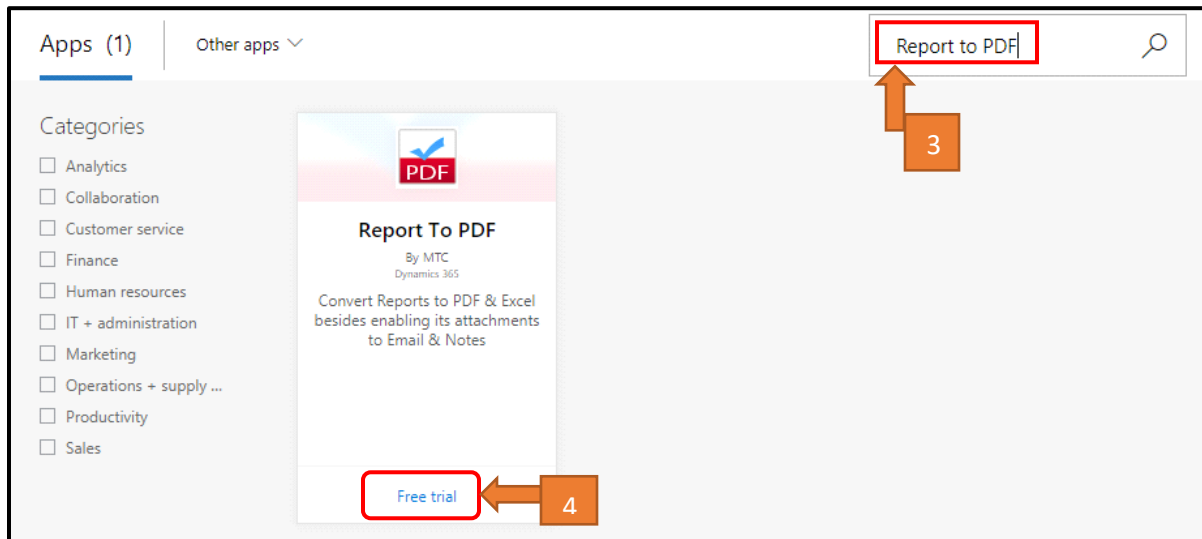 Apps (1)
Other apps
Report to PDF
3
Categories
Analytics
Collaboration
Customer service
Finance
Human resources
IT + administration
Marketing
Operations + supply ...
Productivity
Sales
PDF
Report To PDF
By MTC
Dynamics 365
Convert Reports to PDF & Excel
besides enabling its attachments
to Email & Notes
Free trial
4